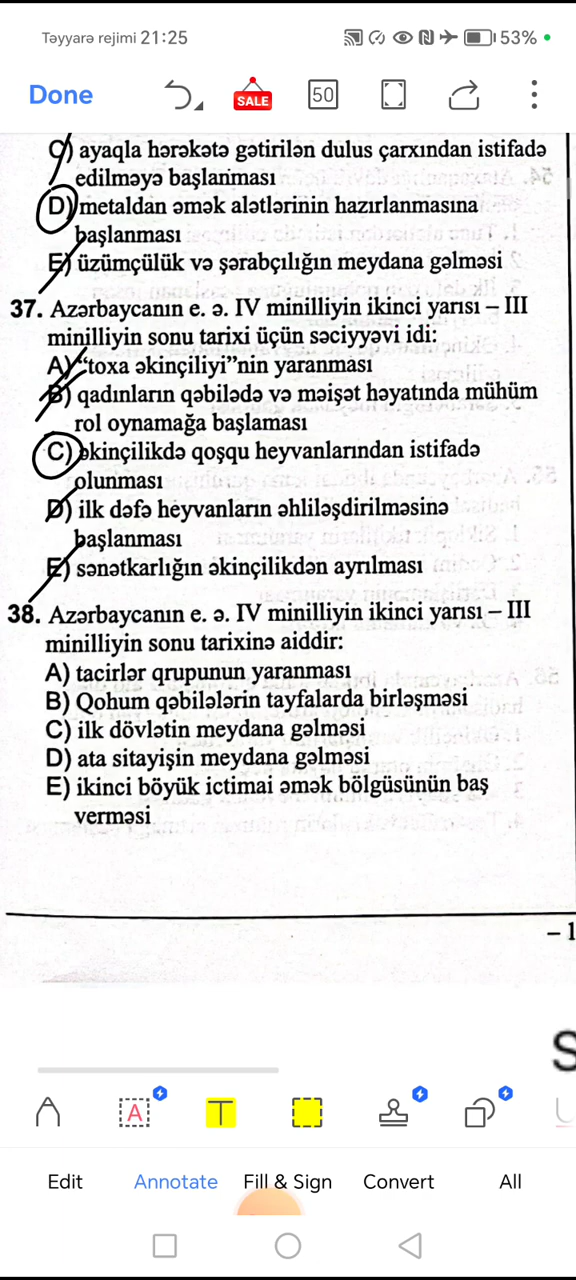 Təyyarə rejimi 21:25
53%
Done
SALE
50
C) ayaqla hərəkətə gətirilən dulus çarxından istifadə
edilməyə başlanması
D) metaldan əmək alətlərinin hazırlanmasına
başlanması
E) üzümçülük və şərabçılığın meydana gəlməsi
37. Azərbaycanın e. ə. IV minilliyin ikinci yarısı – III
minilliyin sonu tarixi üçün səciyyəvi idi:
A) “toxa əkinçiliyi”nin yaranması
B) qadınların qəbilədə və məişət həyatında mühüm
rol oynamağa başlaması
C) əkinçilikdə qoşqu heyvanlarından istifadə
olunması
D) ilk dəfə heyvanların əhliləşdirilməsinə
başlanması
E) sənətkarlığın əkinçilikdən ayrılması
38. Azərbaycanın e. ə. IV minilliyin ikinci yarısı – III
minilliyin sonu tarixinə aiddir:
A) tacirlər qrupunun yaranması
B) Qohum qəbilələrin tayfalarda birləşməsi
C) ilk dövlətin meydana gəlməsi
D) ata sitayişin meydana gəlməsi
E) ikinci böyük ictimai əmək bölgüsünün baş
verməsi
– 1
S
A
T
U
Edit
Annotate
Fill & Sign
Convert
All